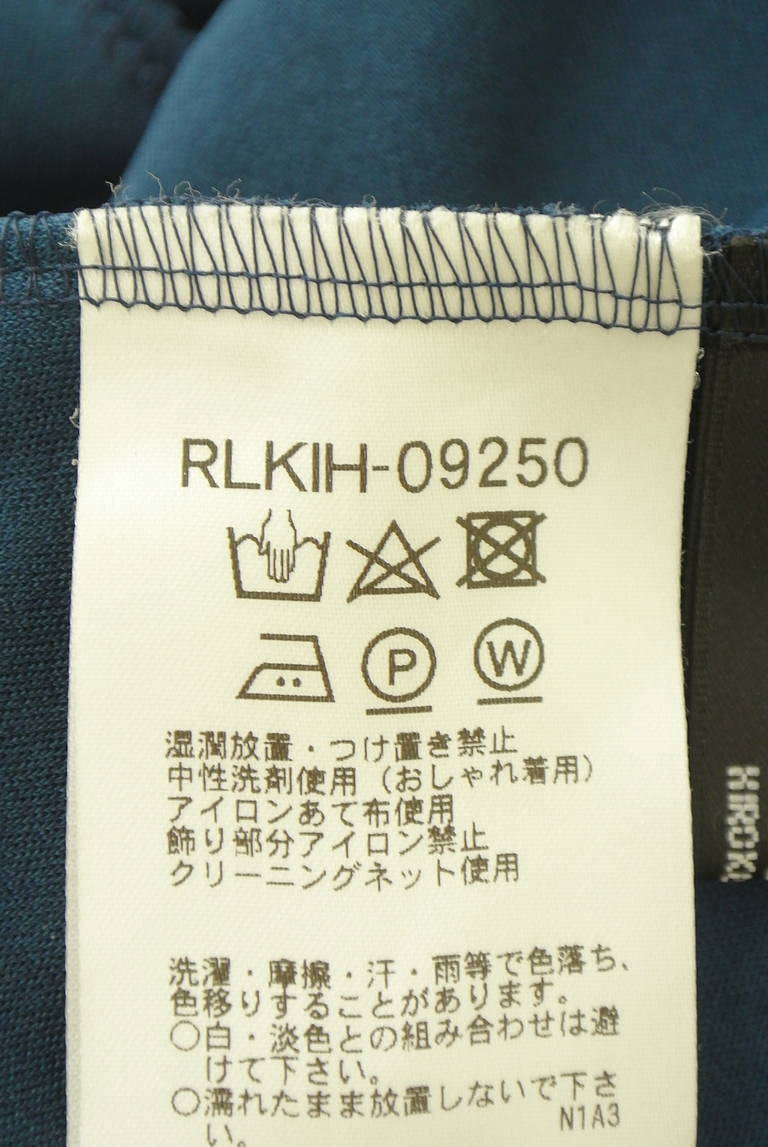 RLKIH-09250
P W
湿潤放置・つけ置き禁止
中性洗剤使用（おしゃれ着用）
アイロンあて布使用
飾り部分アイロン禁止
クリーニングネット使用
洗濯・摩擦・汗・雨等で色落ち、
色移りすることがあります。
○白・淡色との組み合わせは避
けて下さい。
○濡れたまま放置しないで下さ
い。
N1A3